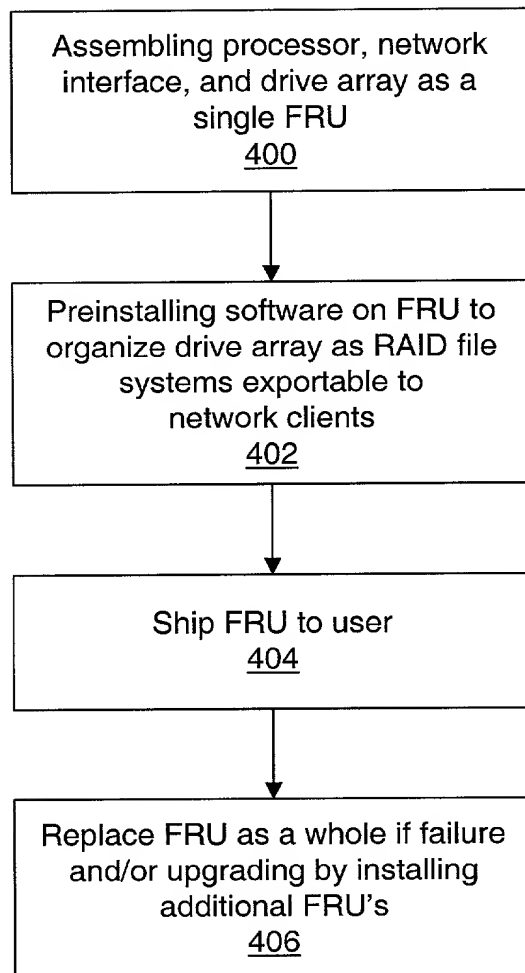 Assembling processor, network
interface, and drive array as a
single FRU
400
Preinstalling software on FRU to
organize drive array as RAID file
systems exportable to
network clients
402
Ship FRU to user
404
Replace FRU as a whole if failure
and/or upgrading by installing
additional FRU's
406